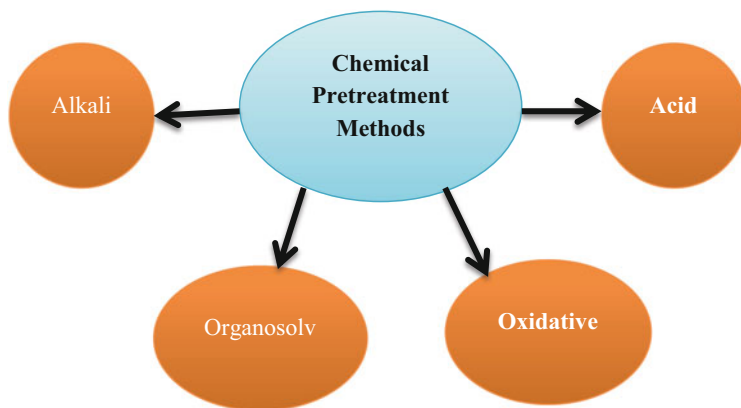 Chemical
Pretreatment
Methods
Alkali
Acid
Organosolv
Oxidative